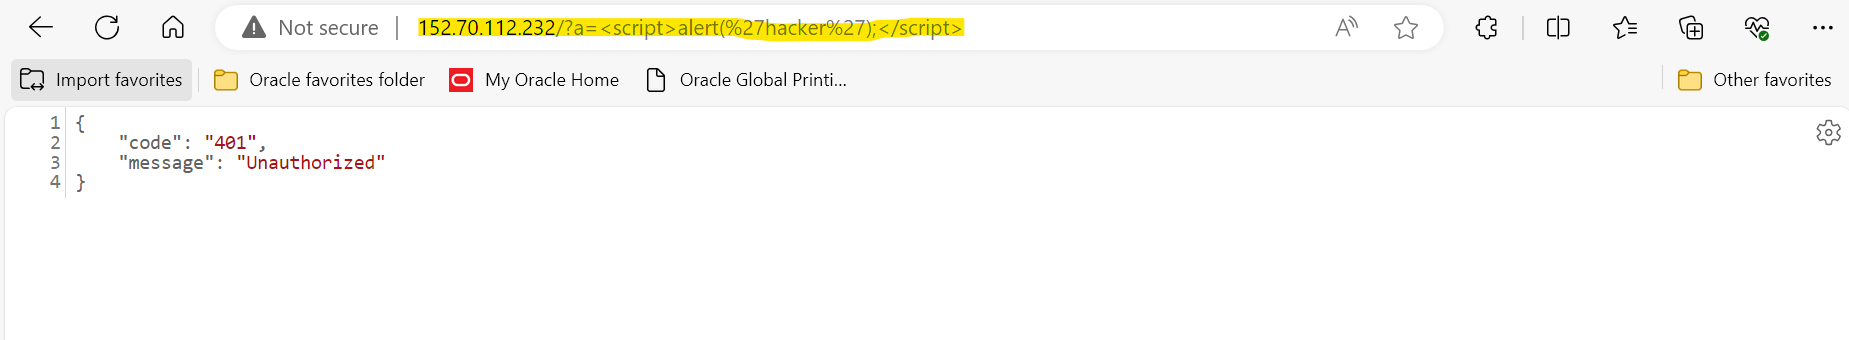 Not secure | 152.70.112.232/?a=<script>alert(%27hacker%27);</script>
Import favorites Oracle favorites folder My Oracle Home Oracle Global Printi... Other favorites
1 {
2 "code": "401",
3 "message": "Unauthorized"
4 }